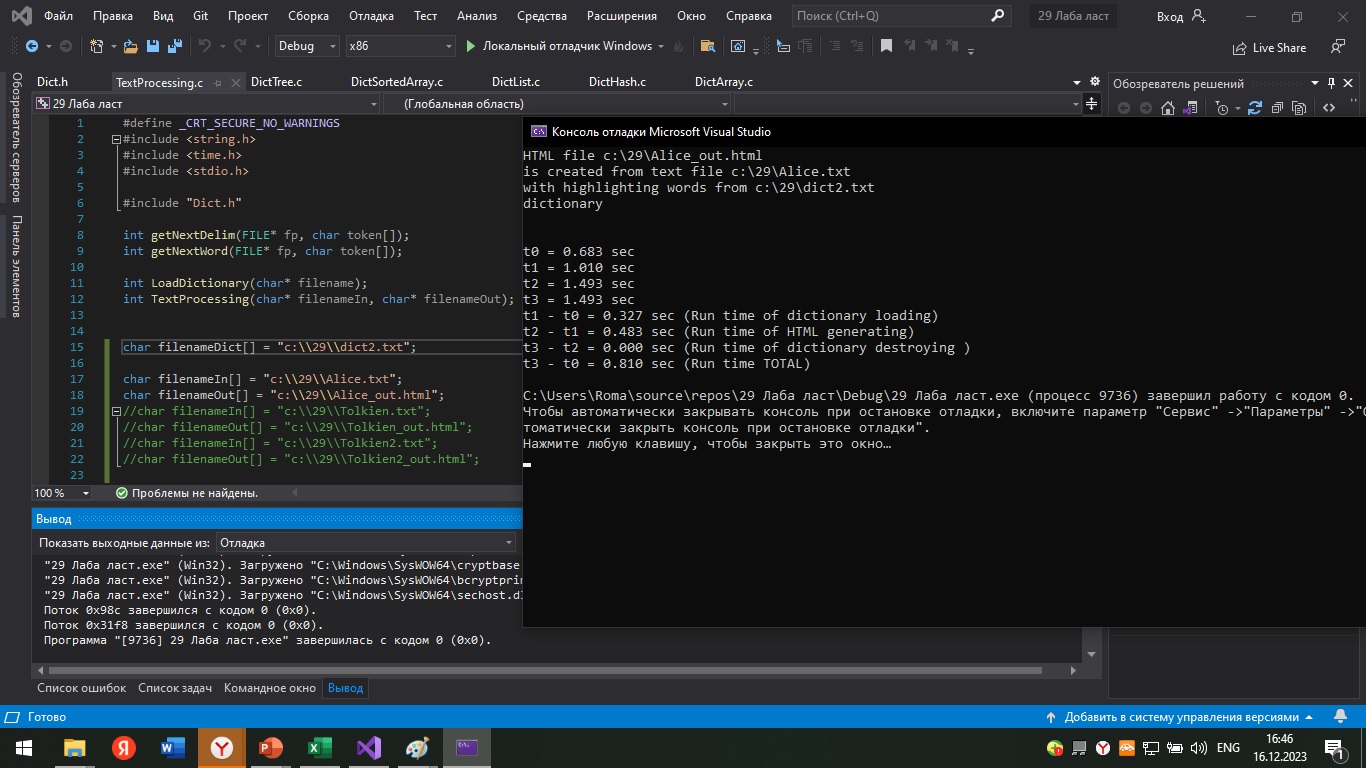 Файл Правка Вид Git Проект Сборка Отладка Тест Анализ Средства Расширения Окно Справка Поиск (Ctrl+Q) 29 Лаба ласт Вход
Debug x86 Локальный отладчик Windows Live Share
Обозреватель серверов
Панель элементов
Dict.h TextProcessing.c DictTree.c DictSortedArray.c DictList.c DictHash.c DictArray.c
Обозреватель решений
29 Лаба ласт (Глобальная область)
1 #define _CRT_SECURE_NO_WARNINGS
2 #include <string.h>
3 #include <time.h>
4 #include <stdio.h>
5
6 #include "Dict.h"
7
8 int getNextDelim(FILE* fp, char token[]);
9 int getNextWord(FILE* fp, char token[]);
10
11 int LoadDictionary(char* filename);
12 int TextProcessing(char* filenameIn, char* filenameOut);
13
14
15 char filenameDict[] = "c:\\29\\dict2.txt";
16
17 char filenameIn[] = "c:\\29\\Alice.txt";
18 char filenameOut[] = "c:\\29\\Alice_out.html";
19 //char filenameIn[] = "c:\\29\\Tolkien.txt";
20 //char filenameOut[] = "c:\\29\\Tolkien_out.html";
21 //char filenameIn[] = "c:\\29\\Tolkien2.txt";
22 //char filenameOut[] = "c:\\29\\Tolkien2_out.html";
23
100 % Проблемы не найдены.
Консоль отладки Microsoft Visual Studio
HTML file c:\29\Alice_out.html
is created from text file c:\29\Alice.txt
with highlighting words from c:\29\dict2.txt
dictionary
t0 = 0.683 sec
t1 = 1.010 sec
t2 = 1.493 sec
t3 = 1.493 sec
t1 - t0 = 0.327 sec (Run time of dictionary loading)
t2 - t1 = 0.483 sec (Run time of HTML generating)
t3 - t2 = 0.000 sec (Run time of dictionary destroying )
t3 - t0 = 0.810 sec (Run time TOTAL)
C:\Users\Roma\source\repos\29 Лаба ласт\Debug\29 Лаба ласт.exe (процесс 9736) завершил работу с кодом 0.
Чтобы автоматически закрывать консоль при остановке отладки, включите параметр "Сервис" ->"Параметры" ->"О
томатически закрыть консоль при остановке отладки".
Нажмите любую клавишу, чтобы закрыть это окно…
Вывод
Показать выходные данные из: Отладка
"29 Лаба ласт.exe" (Win32). Загружено "C:\Windows\SysWOW64\cryptbase
"29 Лаба ласт.exe" (Win32). Загружено "C:\Windows\SysWOW64\bcryptprin
"29 Лаба ласт.exe" (Win32). Загружено "C:\Windows\SysWOW64\sechost.dl
Поток 0x98c завершился с кодом 0 (0x0).
Поток 0x31f8 завершился с кодом 0 (0x0).
Программа "[9736] 29 Лаба ласт.exe" завершилась с кодом 0 (0x0).
Список ошибок Список задач Командное окно Вывод
Готово Добавить в систему управления версиями
ENG 16:46
16.12.2023
1